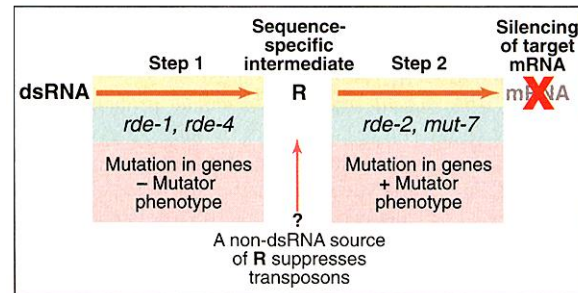 Sequence-
specific
intermediate
Silencing
of target
mRNA
Step 1
Step 2
dsRNA
R
mRNA
rde-1, rde-4
rde-2, mut-7
Mutation in genes
– Mutator
phenotype
Mutation in genes
+ Mutator
phenotype
?
A non-dsRNA source
of R suppresses
transposons